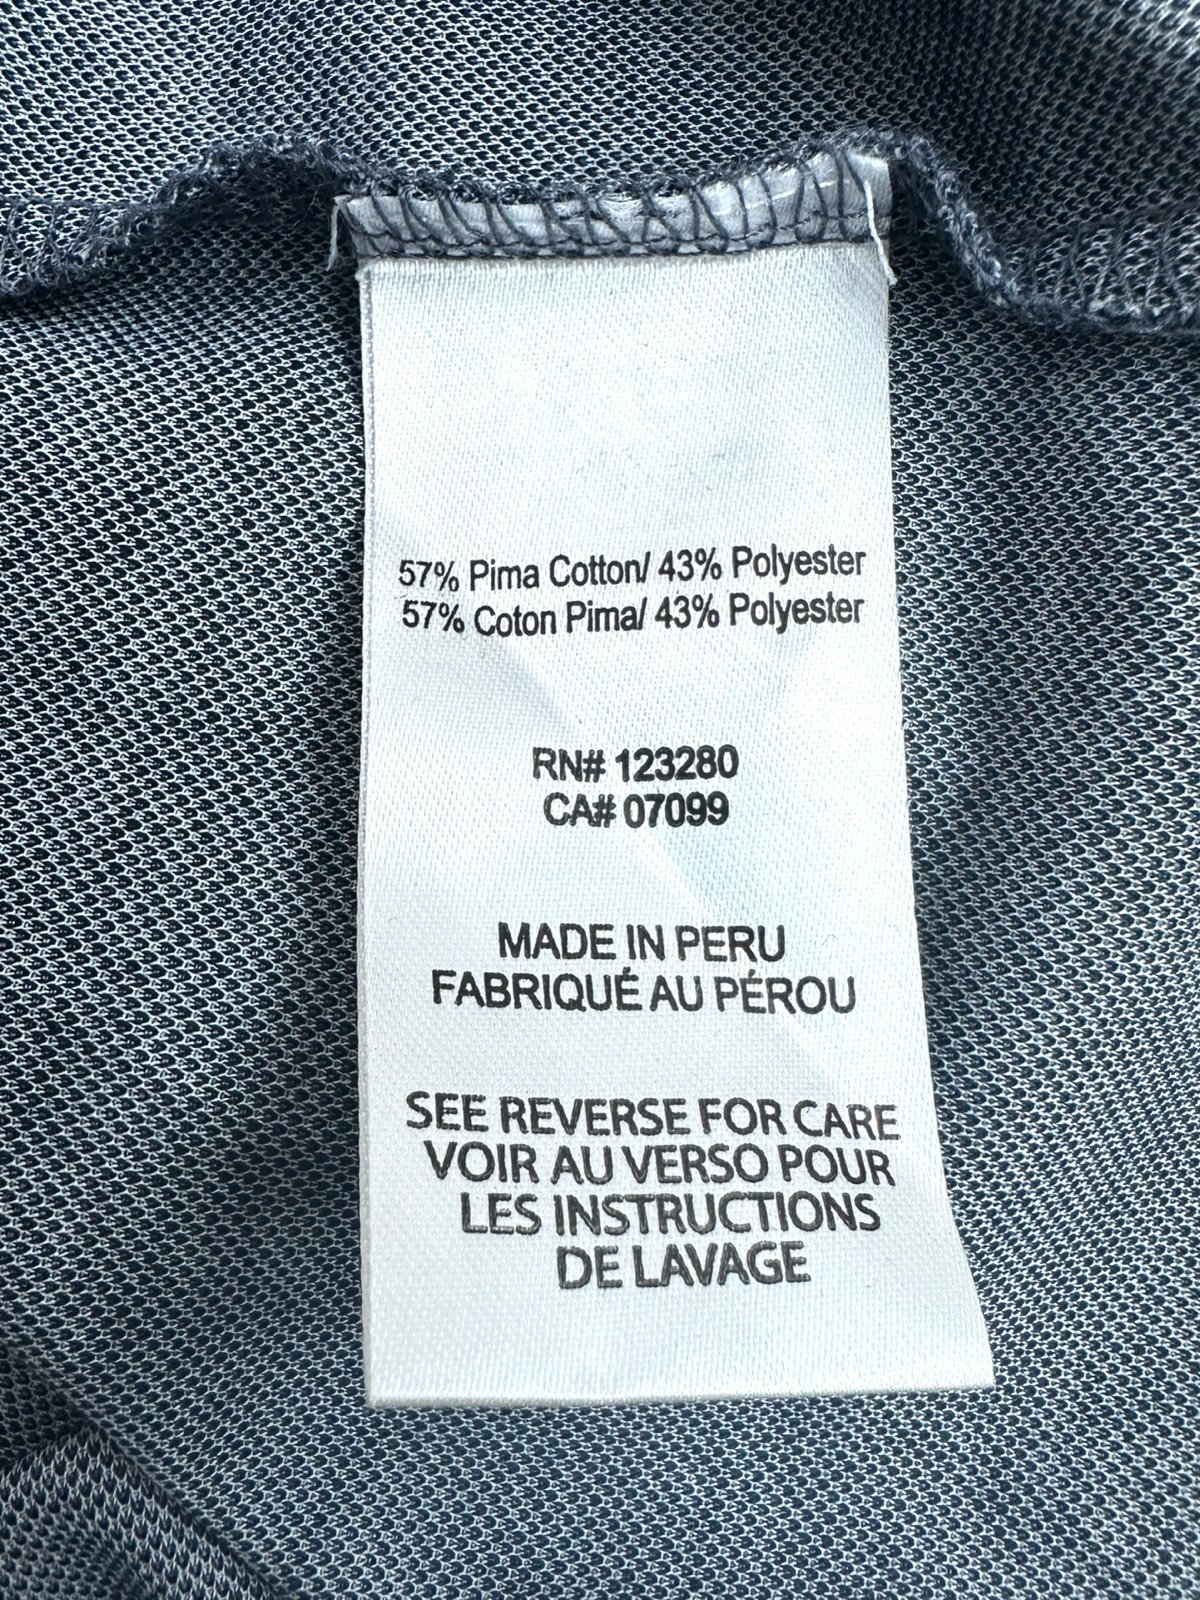 57% Pima Cotton/ 43% Polyester
57% Coton Pima/ 43% Polyester
RN# 123280
CA# 07099
MADE IN PERU
FABRIQUÉ AU PÉROU
SEE REVERSE FOR CARE
VOIR AU VERSO POUR
LES INSTRUCTIONS
DE LAVAGE